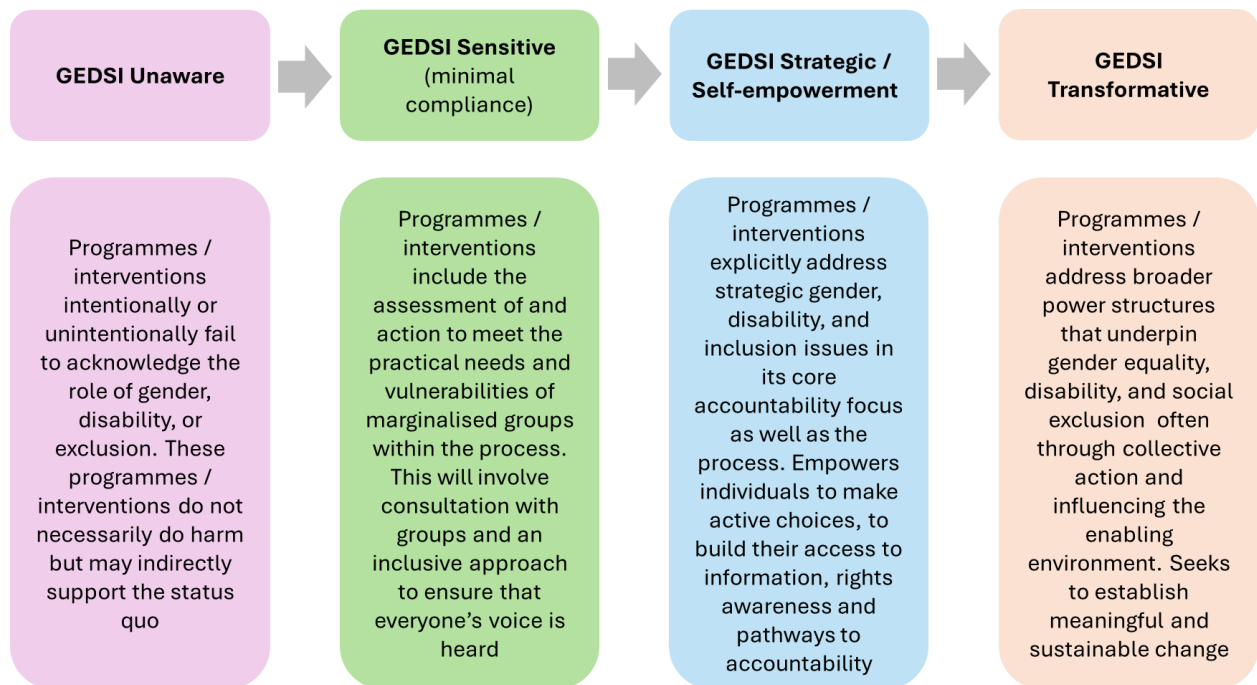 GEDSI Unaware
GEDSI Sensitive
(minimal
compliance)
GEDSI Strategic /
Self-empowerment
GEDSI
Transformative
Programmes /
interventions
intentionally or
unintentionally fail
to acknowledge the
role of gender,
disability, or
exclusion. These
programmes /
interventions do not
necessarily do harm
but may indirectly
support the status
quo
Programmes /
interventions
include the
assessment of and
action to meet the
practical needs and
vulnerabilities of
marginalised groups
within the process.
This will involve
consultation with
groups and an
inclusive approach
to ensure that
everyone’s voice is
heard
Programmes /
interventions
explicitly address
strategic gender,
disability, and
inclusion issues in
its core
accountability focus
as well as the
process. Empowers
individuals to make
active choices, to
build their access to
information, rights
awareness and
pathways to
accountability
Programmes /
interventions
address broader
power structures
that underpin
gender equality,
disability, and social
exclusion often
through collective
action and
influencing the
enabling
environment. Seeks
to establish
meaningful and
sustainable change